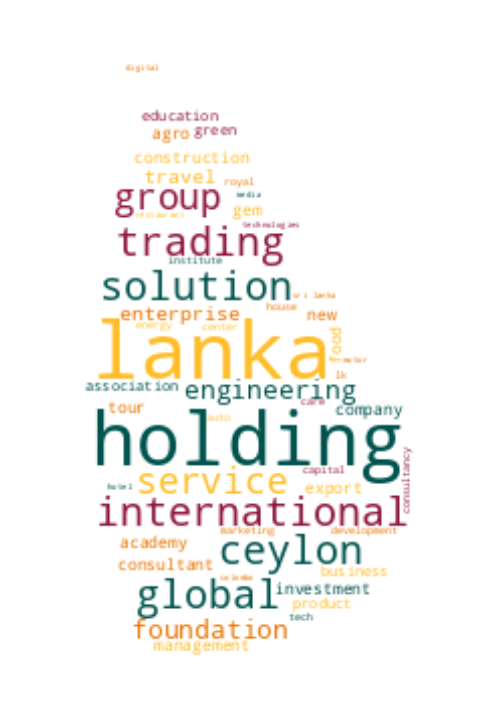 digital
education
agro green
construction
travel royal
group media
restaurant gem
trading technologies
institute
solution sri lanka
house
enterprise new
energy center
lanka food motor
lk
association engineering
care
tour company
auto
holding
capital consultancy
service
hotel export
international
marketing development
academy ceylon
consultant business
colombo
global investment
product
tech
foundation
management